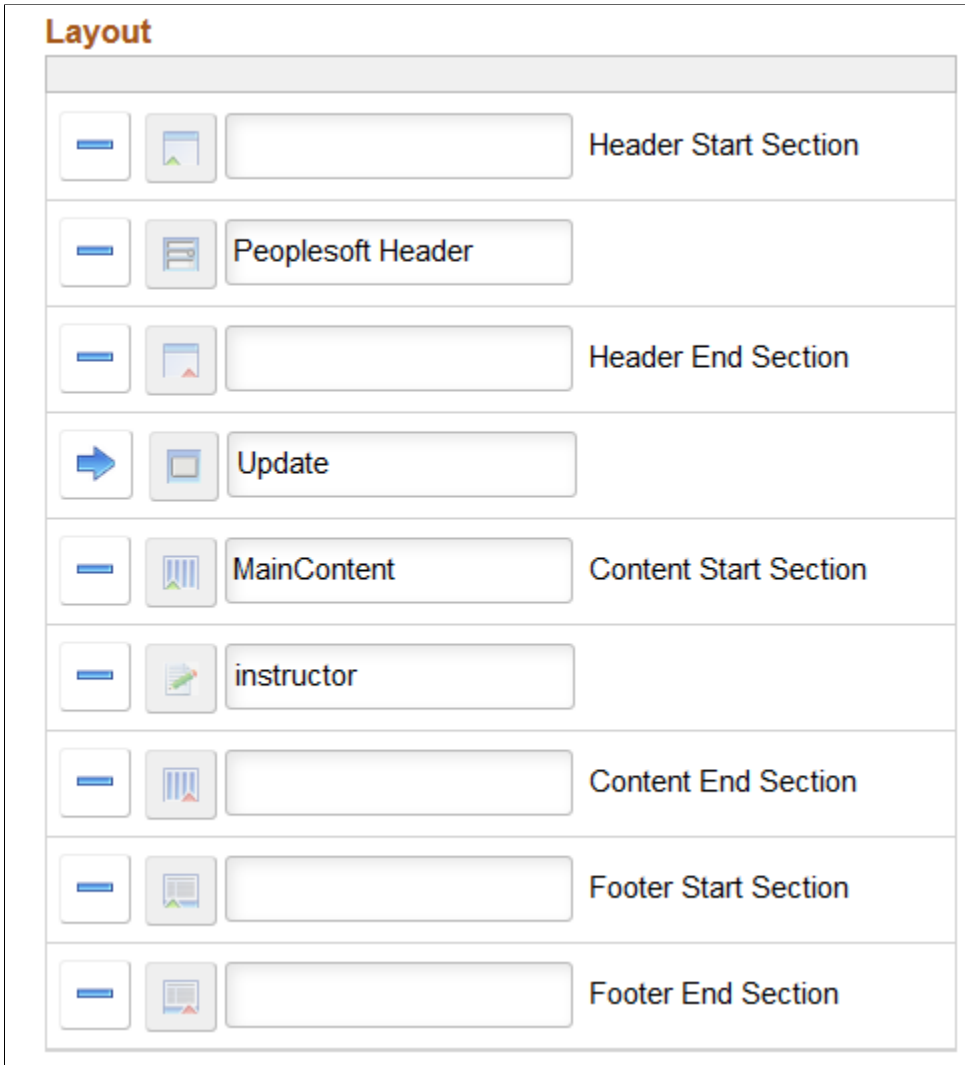 Layout
Header Start Section
Peoplesoft Header
Header End Section
Update
MainContent Content Start Section
instructor
Content End Section
Footer Start Section
Footer End Section